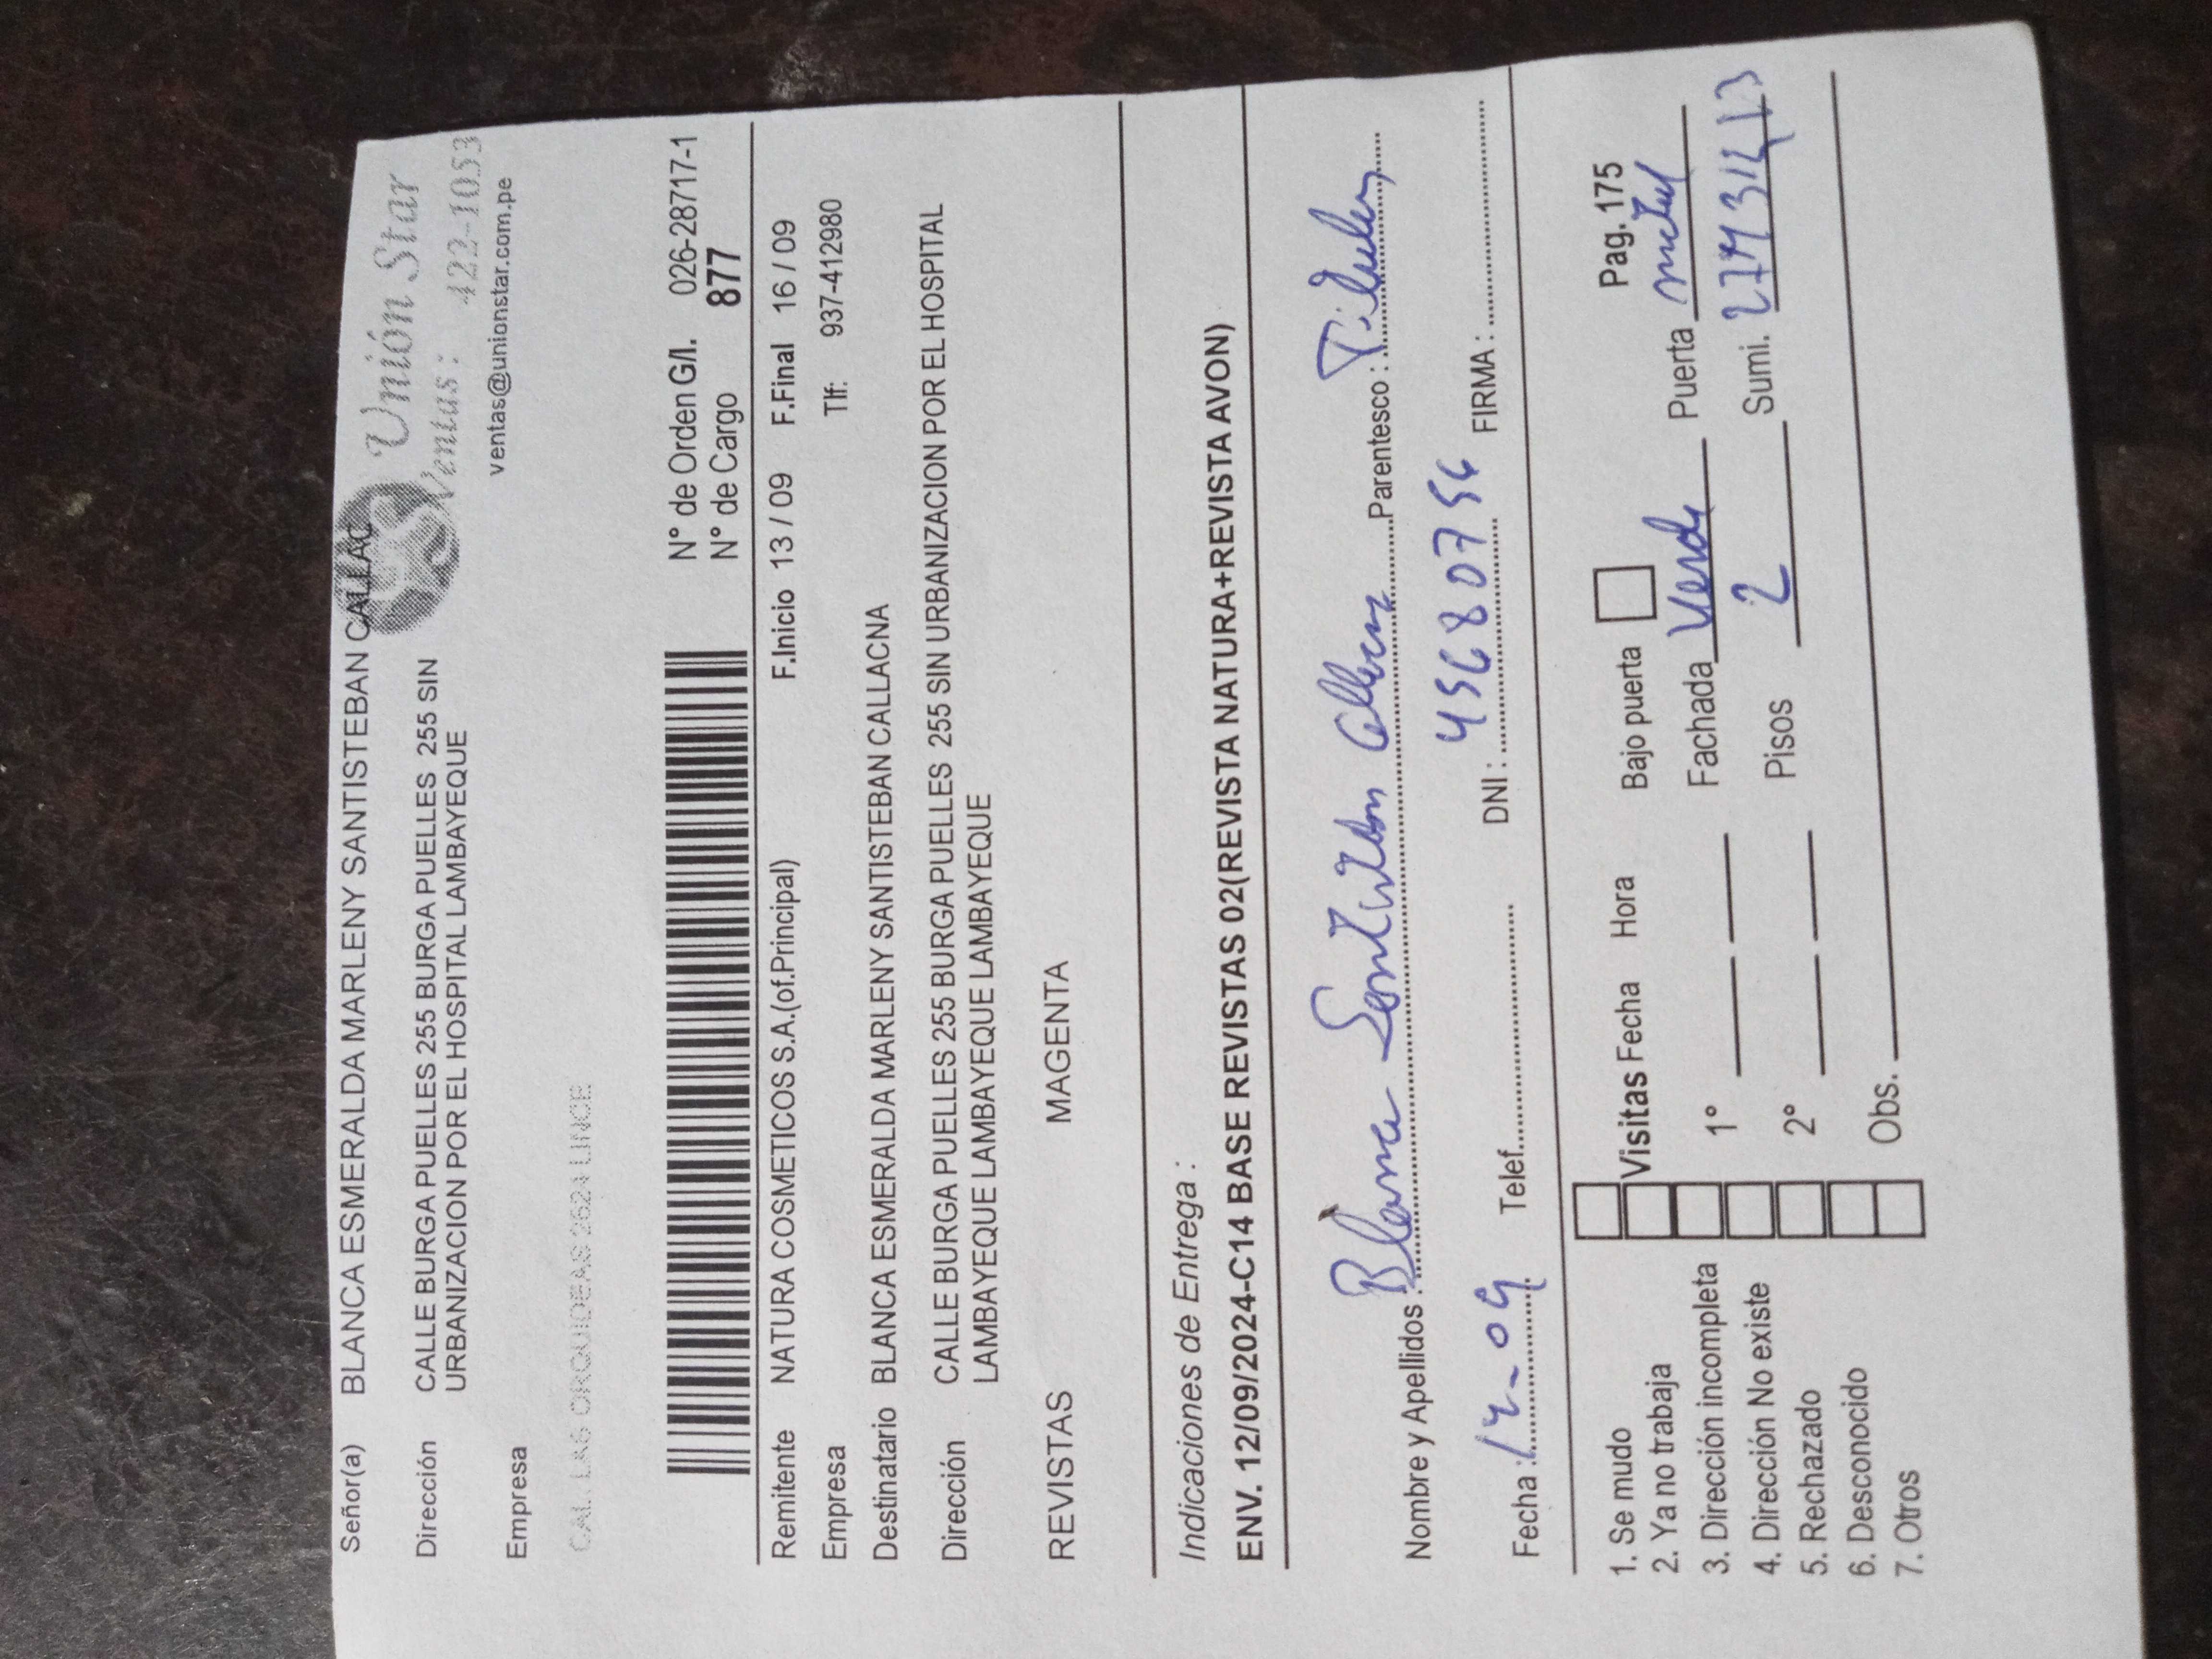 Señor(a) BLANCA ESMERALDA MARLENY SANTISTEBAN CALLAC
Unión Star
Ventas: 422-1053
ventas@unionstar.com.pe
Dirección CALLE BURGA PUELLES 255 BURGA PUELLES 255 SIN
URBANIZACION POR EL HOSPITAL LAMBAYEQUE
Empresa
CAL. LAS ORQUIDEAS 2621 LINCE
N° de Orden G/I. 026-28717-1
N° de Cargo 877
Remitente NATURA COSMETICOS S.A.(of.Principal) F.Inicio 13 / 09 F.Final 16 / 09
Empresa Tlf: 937-412980
Destinatario BLANCA ESMERALDA MARLENY SANTISTEBAN CALLACNA
Dirección CALLE BURGA PUELLES 255 BURGA PUELLES 255 SIN URBANIZACION POR EL HOSPITAL
LAMBAYEQUE LAMBAYEQUE LAMBAYEQUE
REVISTAS MAGENTA
Indicaciones de Entrega :
ENV. 12/09/2024-C14 BASE REVISTAS 02(REVISTA NATURA+REVISTA AVON)
Nombre y Apellidos : Blanca Santisteban Parentesco : Titular
Fecha : 14-09 Telef. DNI : 45680756 FIRMA :
Pag. 175
1. Se mudo Visitas Fecha Hora Bajo puerta
2. Ya no trabaja
3. Dirección incompleta 1° Fachada Verde Puerta metal
4. Dirección No existe
5. Rechazado 2° Pisos 2 Sumi.
6. Desconocido
7. Otros Obs.